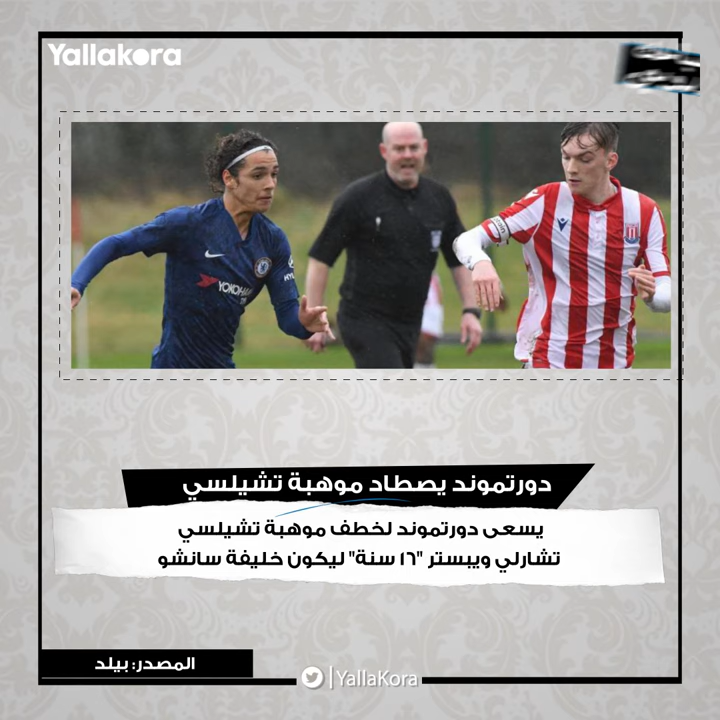 Yallakora
YOKOHAMA
دورتموند يصطاد موهبة تشيلسي
يسعى دورتموند لخطف موهبة تشيلسي
تشارلي ويبستر "١٦ سنة" ليكون خليفة سانشو
المصدر: بيلد
YallaKora